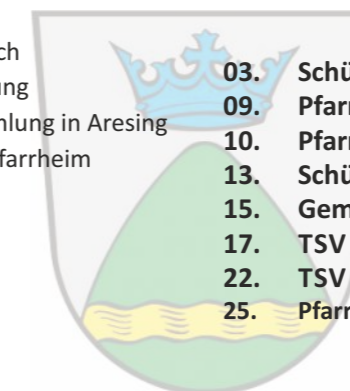 ch
ung
mlung in Aresing
farrheim
03. Schü
09. Pfarr
10. Pfarr
13. Schü
15. Gem
17. TSV
22. TSV
25. Pfarr